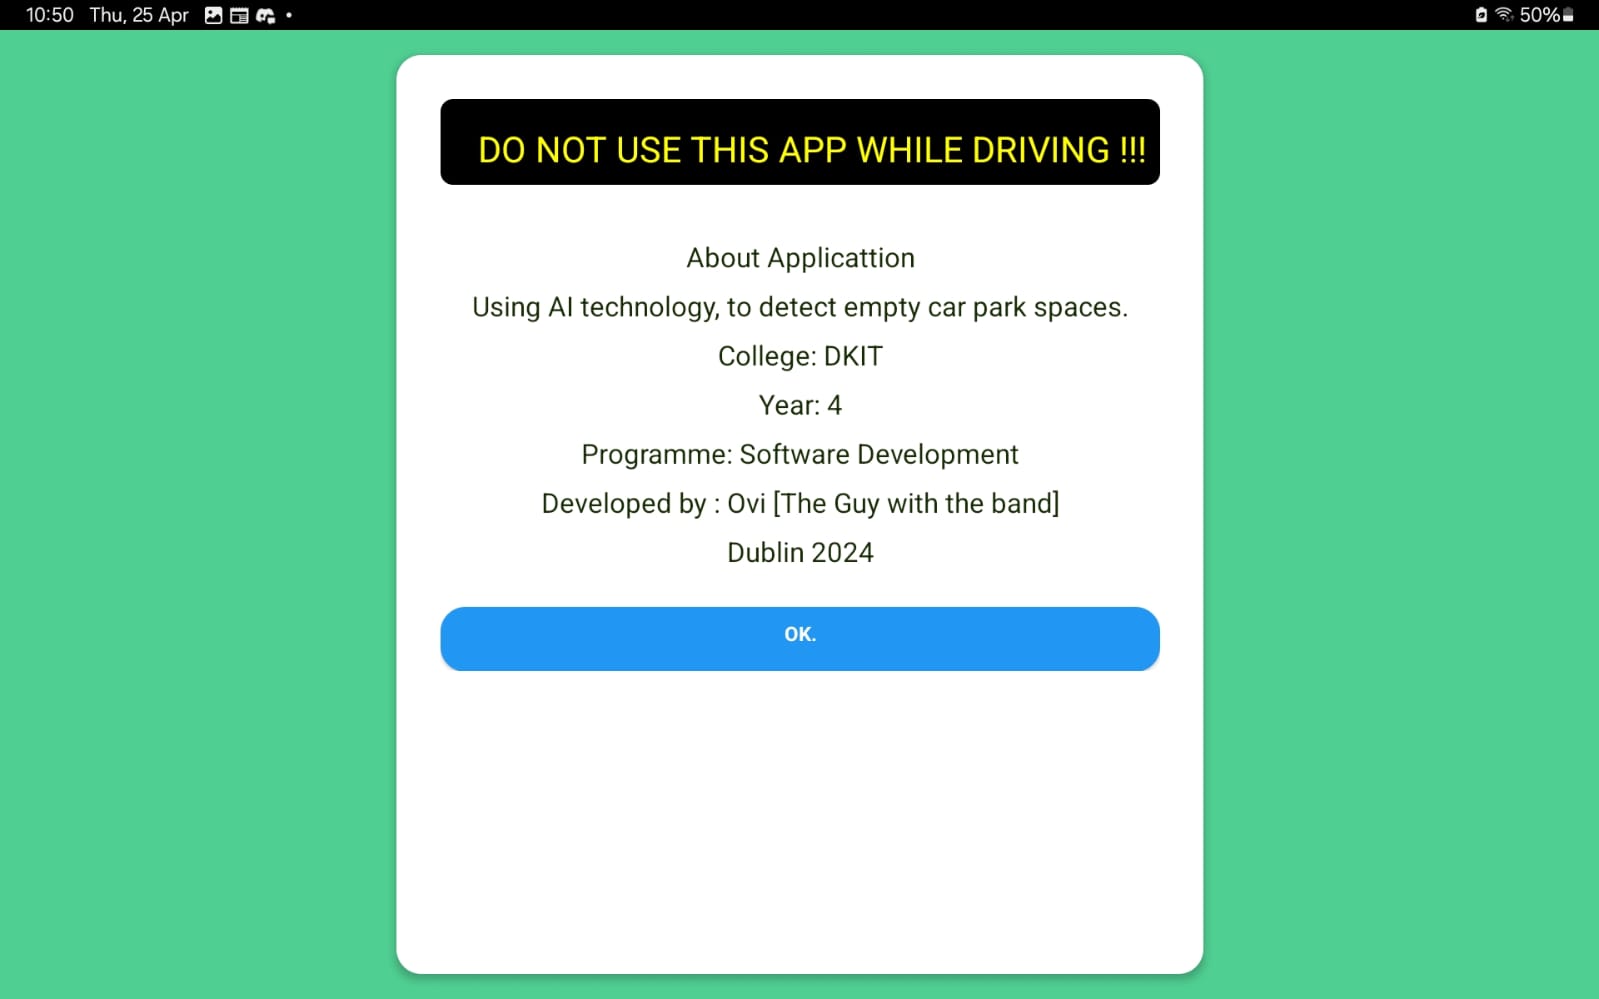 10:50 Thu, 25 Apr 50%
DO NOT USE THIS APP WHILE DRIVING !!!
About Applicattion
Using AI technology, to detect empty car park spaces.
College: DKIT
Year: 4
Programme: Software Development
Developed by : Ovi [The Guy with the band]
Dublin 2024
OK.